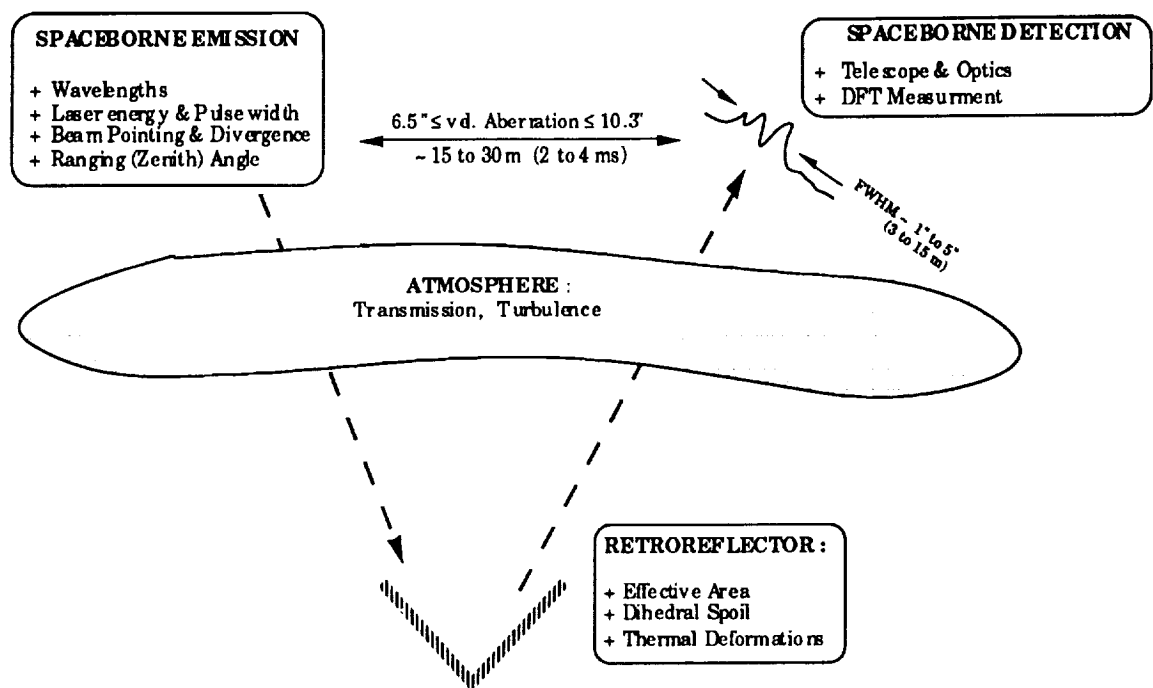 SPACEBORNE EMISSION
+ Wavelengths
+ Laser energy & Pulse width
+ Beam Pointing & Divergence
+ Ranging (Zenith) Angle
6.5" ≤ vd. Aberration ≤ 10.3"
~ 15 to 30 m (2 to 4 ms)
SPACEBORNE DETECTION
+ Telescope & Optics
+ DFT Measurment
FWHM ~ 1" to 5"
(3 to 15 m)
ATMOSPHERE :
Transmission, Turbulence
RETROREFLECTOR :
+ Effective Area
+ Dihedral Spoil
+ Thermal Deformations